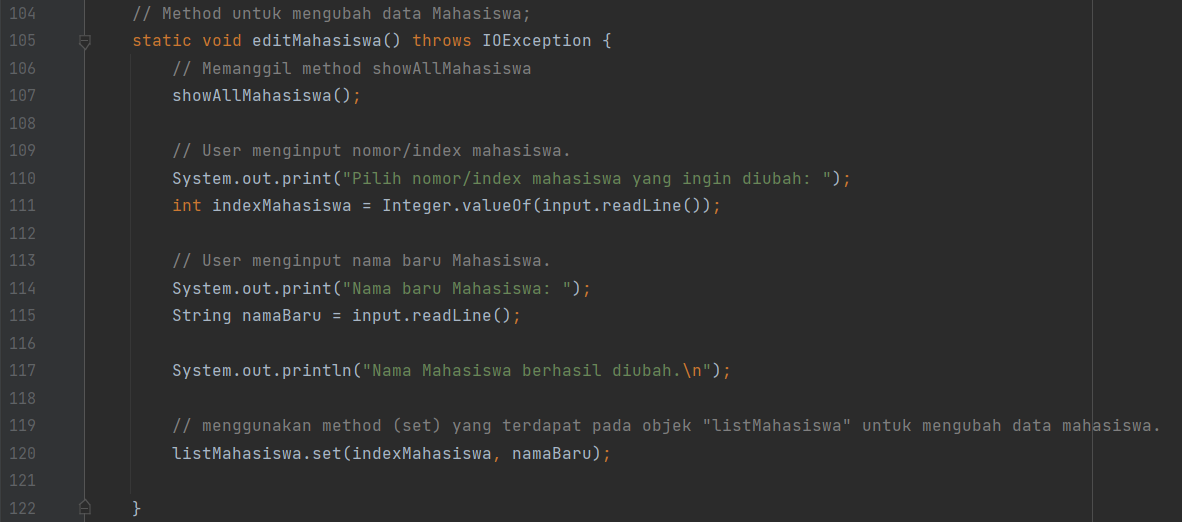 104 // Method untuk mengubah data Mahasiswa;
105 static void editMahasiswa() throws IOException {
106 // Memanggil method showAllMahasiswa
107 showAllMahasiswa();
108
109 // User menginput nomor/index mahasiswa.
110 System.out.print("Pilih nomor/index mahasiswa yang ingin diubah: ");
111 int indexMahasiswa = Integer.valueOf(input.readLine());
112
113 // User menginput nama baru Mahasiswa.
114 System.out.print("Nama baru Mahasiswa: ");
115 String namaBaru = input.readLine();
116
117 System.out.println("Nama Mahasiswa berhasil diubah.\n");
118
119 // menggunakan method (set) yang terdapat pada objek "listMahasiswa" untuk mengubah data mahasiswa.
120 listMahasiswa.set(indexMahasiswa, namaBaru);
121
122 }